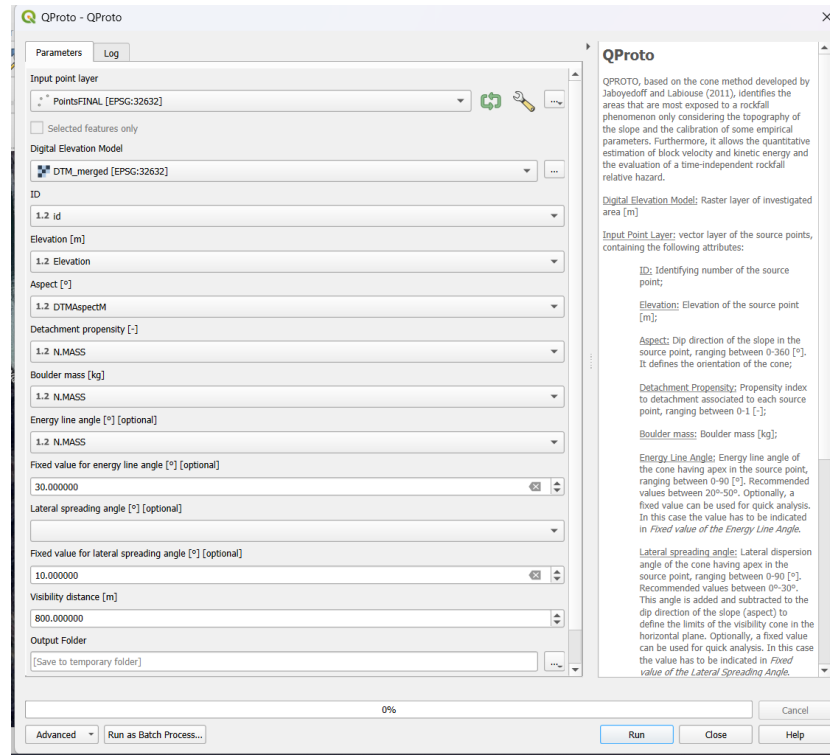 QProto - QProto
Parameters
Log
Input point layer
PointsFINAL [EPSG:32632]
...
Selected features only
Digital Elevation Model
DTM_merged [EPSG:32632]
...
ID
1.2 id
Elevation [m]
1.2 Elevation
Aspect [º]
1.2 DTMAspectM
Detachment propensity [-]
1.2 N.MASS
Boulder mass [kg]
1.2 N.MASS
Energy line angle [º] [optional]
1.2 N.MASS
Fixed value for energy line angle [º] [optional]
30.000000
Lateral spreading angle [º] [optional]
Fixed value for lateral spreading angle [º] [optional]
10.000000
Visibility distance [m]
800.000000
Output Folder
[Save to temporary folder]
...
QProto
QPROTO, based on the cone method developed by
Jaboyedoff and Labiouse (2011), identifies the
areas that are most exposed to a rockfall
phenomenon only considering the topography of
the slope and the calibration of some empirical
parameters. Furthermore, it allows the quantitative
estimation of block velocity and kinetic energy and
the evaluation of a time-independent rockfall
relative hazard.
Digital Elevation Model: Raster layer of investigated
area [m]
Input Point Layer: vector layer of the source points,
containing the following attributes:
ID: Identifying number of the source
point;
Elevation: Elevation of the source point
[m];
Aspect: Dip direction of the slope in the
source point, ranging between 0-360 [º].
It defines the orientation of the cone;
Detachment Propensity: Propensity index
to detachment associated to each source
point, ranging between 0-1 [-];
Boulder mass: Boulder mass [kg];
Energy Line Angle: Energy line angle of
the cone having apex in the source point,
ranging between 0-90 [º]. Recommended
values between 20º-50º. Optionally, a
fixed value can be used for quick analysis.
In this case the value has to be indicated
in Fixed value of the Energy Line Angle.
Lateral spreading angle: Lateral dispersion
angle of the cone having apex in the
source point, ranging between 0-90 [º].
Recommended values between 0º-30º.
This angle is added and subtracted to the
dip direction of the slope (aspect) to
define the limits of the visibility cone in the
horizontal plane. Optionally, a fixed value
can be used for quick analysis. In this case
the value has to be indicated in Fixed
value of the Lateral Spreading Angle.
0%
Cancel
Advanced
Run as Batch Process...
Run
Close
Help